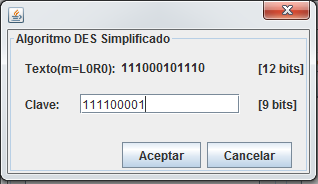 Algoritmo DES Simplificado
Texto(m=L0R0): 111000101110 [12 bits]
Clave: 111100001 [9 bits]
Aceptar Cancelar